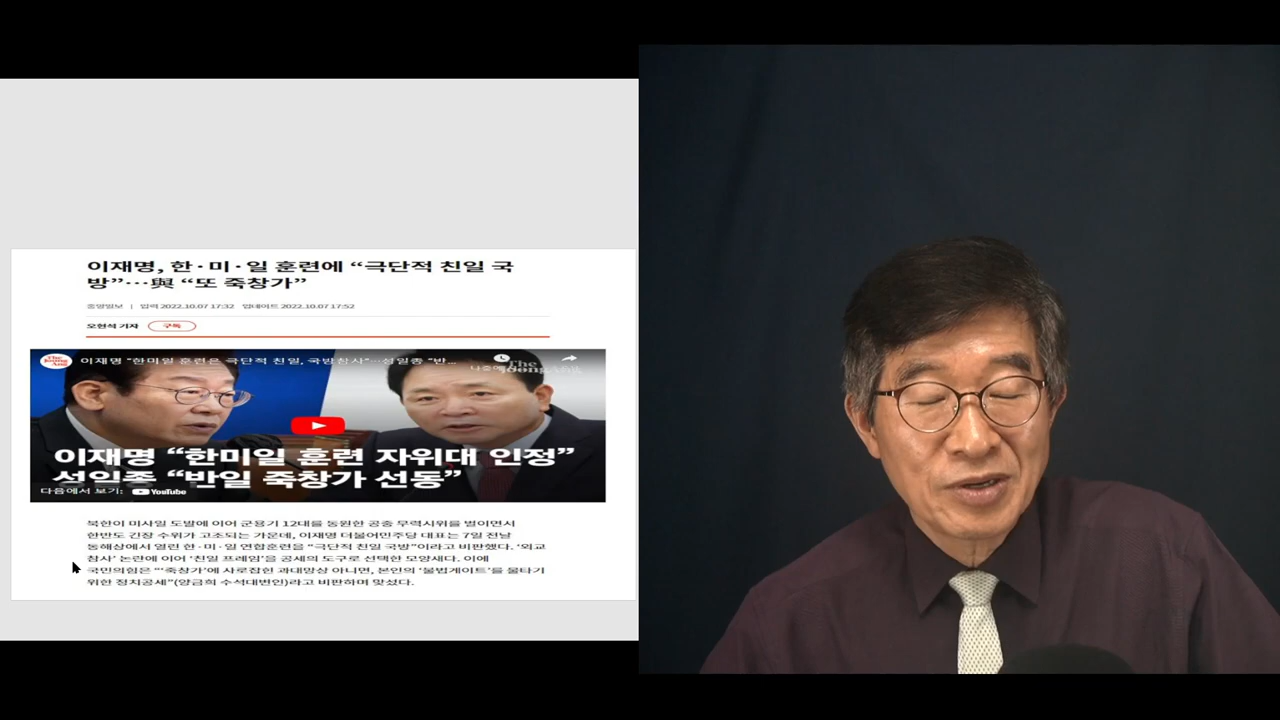 이재명, 한·미·일 훈련에 “극단적 친일 국
방”…與 “또 죽창가”
중앙일보 | 입력 2022.10.07 17:32 업데이트 2022.10.07 17:52
오현석 기자 구독
The JoongAng 이재명 "한미일 훈련은 극단적 친일, 국방참사"…성일종 "반...
The JoongAng
이재명 “한미일 훈련 자위대 인정”
성일종 “반일 죽창가 선동”
다음에서 보기: YouTube
북한이 미사일 도발에 이어 군용기 12대를 동원한 공중 무력시위를 벌이면서
한반도 긴장 수위가 고조되는 가운데, 이재명 더불어민주당 대표는 7일 전날
동해상에서 열린 한·미·일 연합훈련을 “극단적 친일 국방”이라고 비판했다. ‘외교
참사’ 논란에 이어 ‘친일 프레임’을 공세의 도구로 선택한 모양새다. 이에
국민의힘은 “‘죽창가’에 사로잡힌 과대망상 아니면, 본인의 ‘불법게이트’를 물타기
위한 정치공세”(양금희 수석대변인)라고 비판하며 맞섰다.